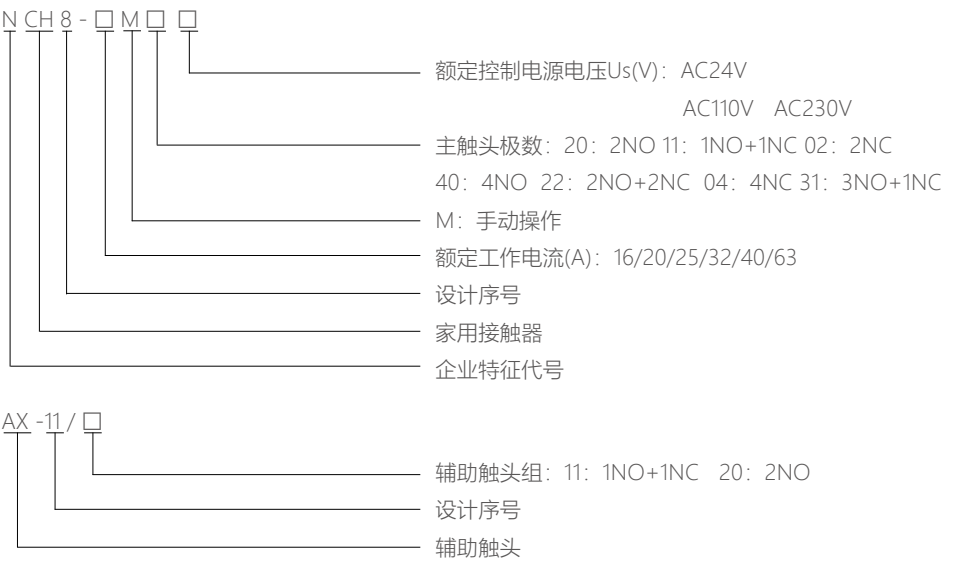 N CH 8 - □ M □ □
额定控制电源电压Us(V)：AC24V
AC110V AC230V
主触头极数：20：2NO 11：1NO+1NC 02：2NC
40：4NO 22：2NO+2NC 04：4NC 31：3NO+1NC
M：手动操作
额定工作电流(A)：16/20/25/32/40/63
设计序号
家用接触器
企业特征代号
AX -11 / □
辅助触头组：11：1NO+1NC 20：2NO
设计序号
辅助触头